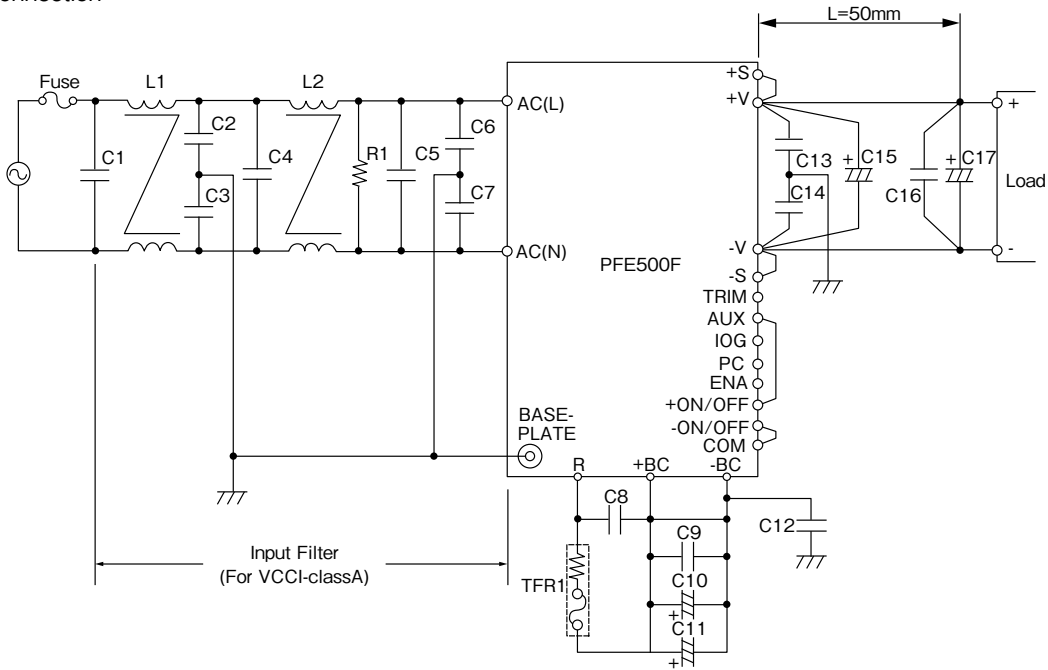 L=50mm
Fuse
L1
L2
+S
+V
AC(L)
+
C1
C2
C3
C4
R1
C5
C6
C7
C13
C14
+
C15
C16
+
C17
Load
AC(N)
-V
-
PFE500F
-S
TRIM
AUX
IOG
PC
ENA
+ON/OFF
-ON/OFF
COM
BASE-
PLATE
R
+BC
-BC
C8
C12
C9
Input Filter
(For VCCI-classA)
TFR1
C10
+
C11
+